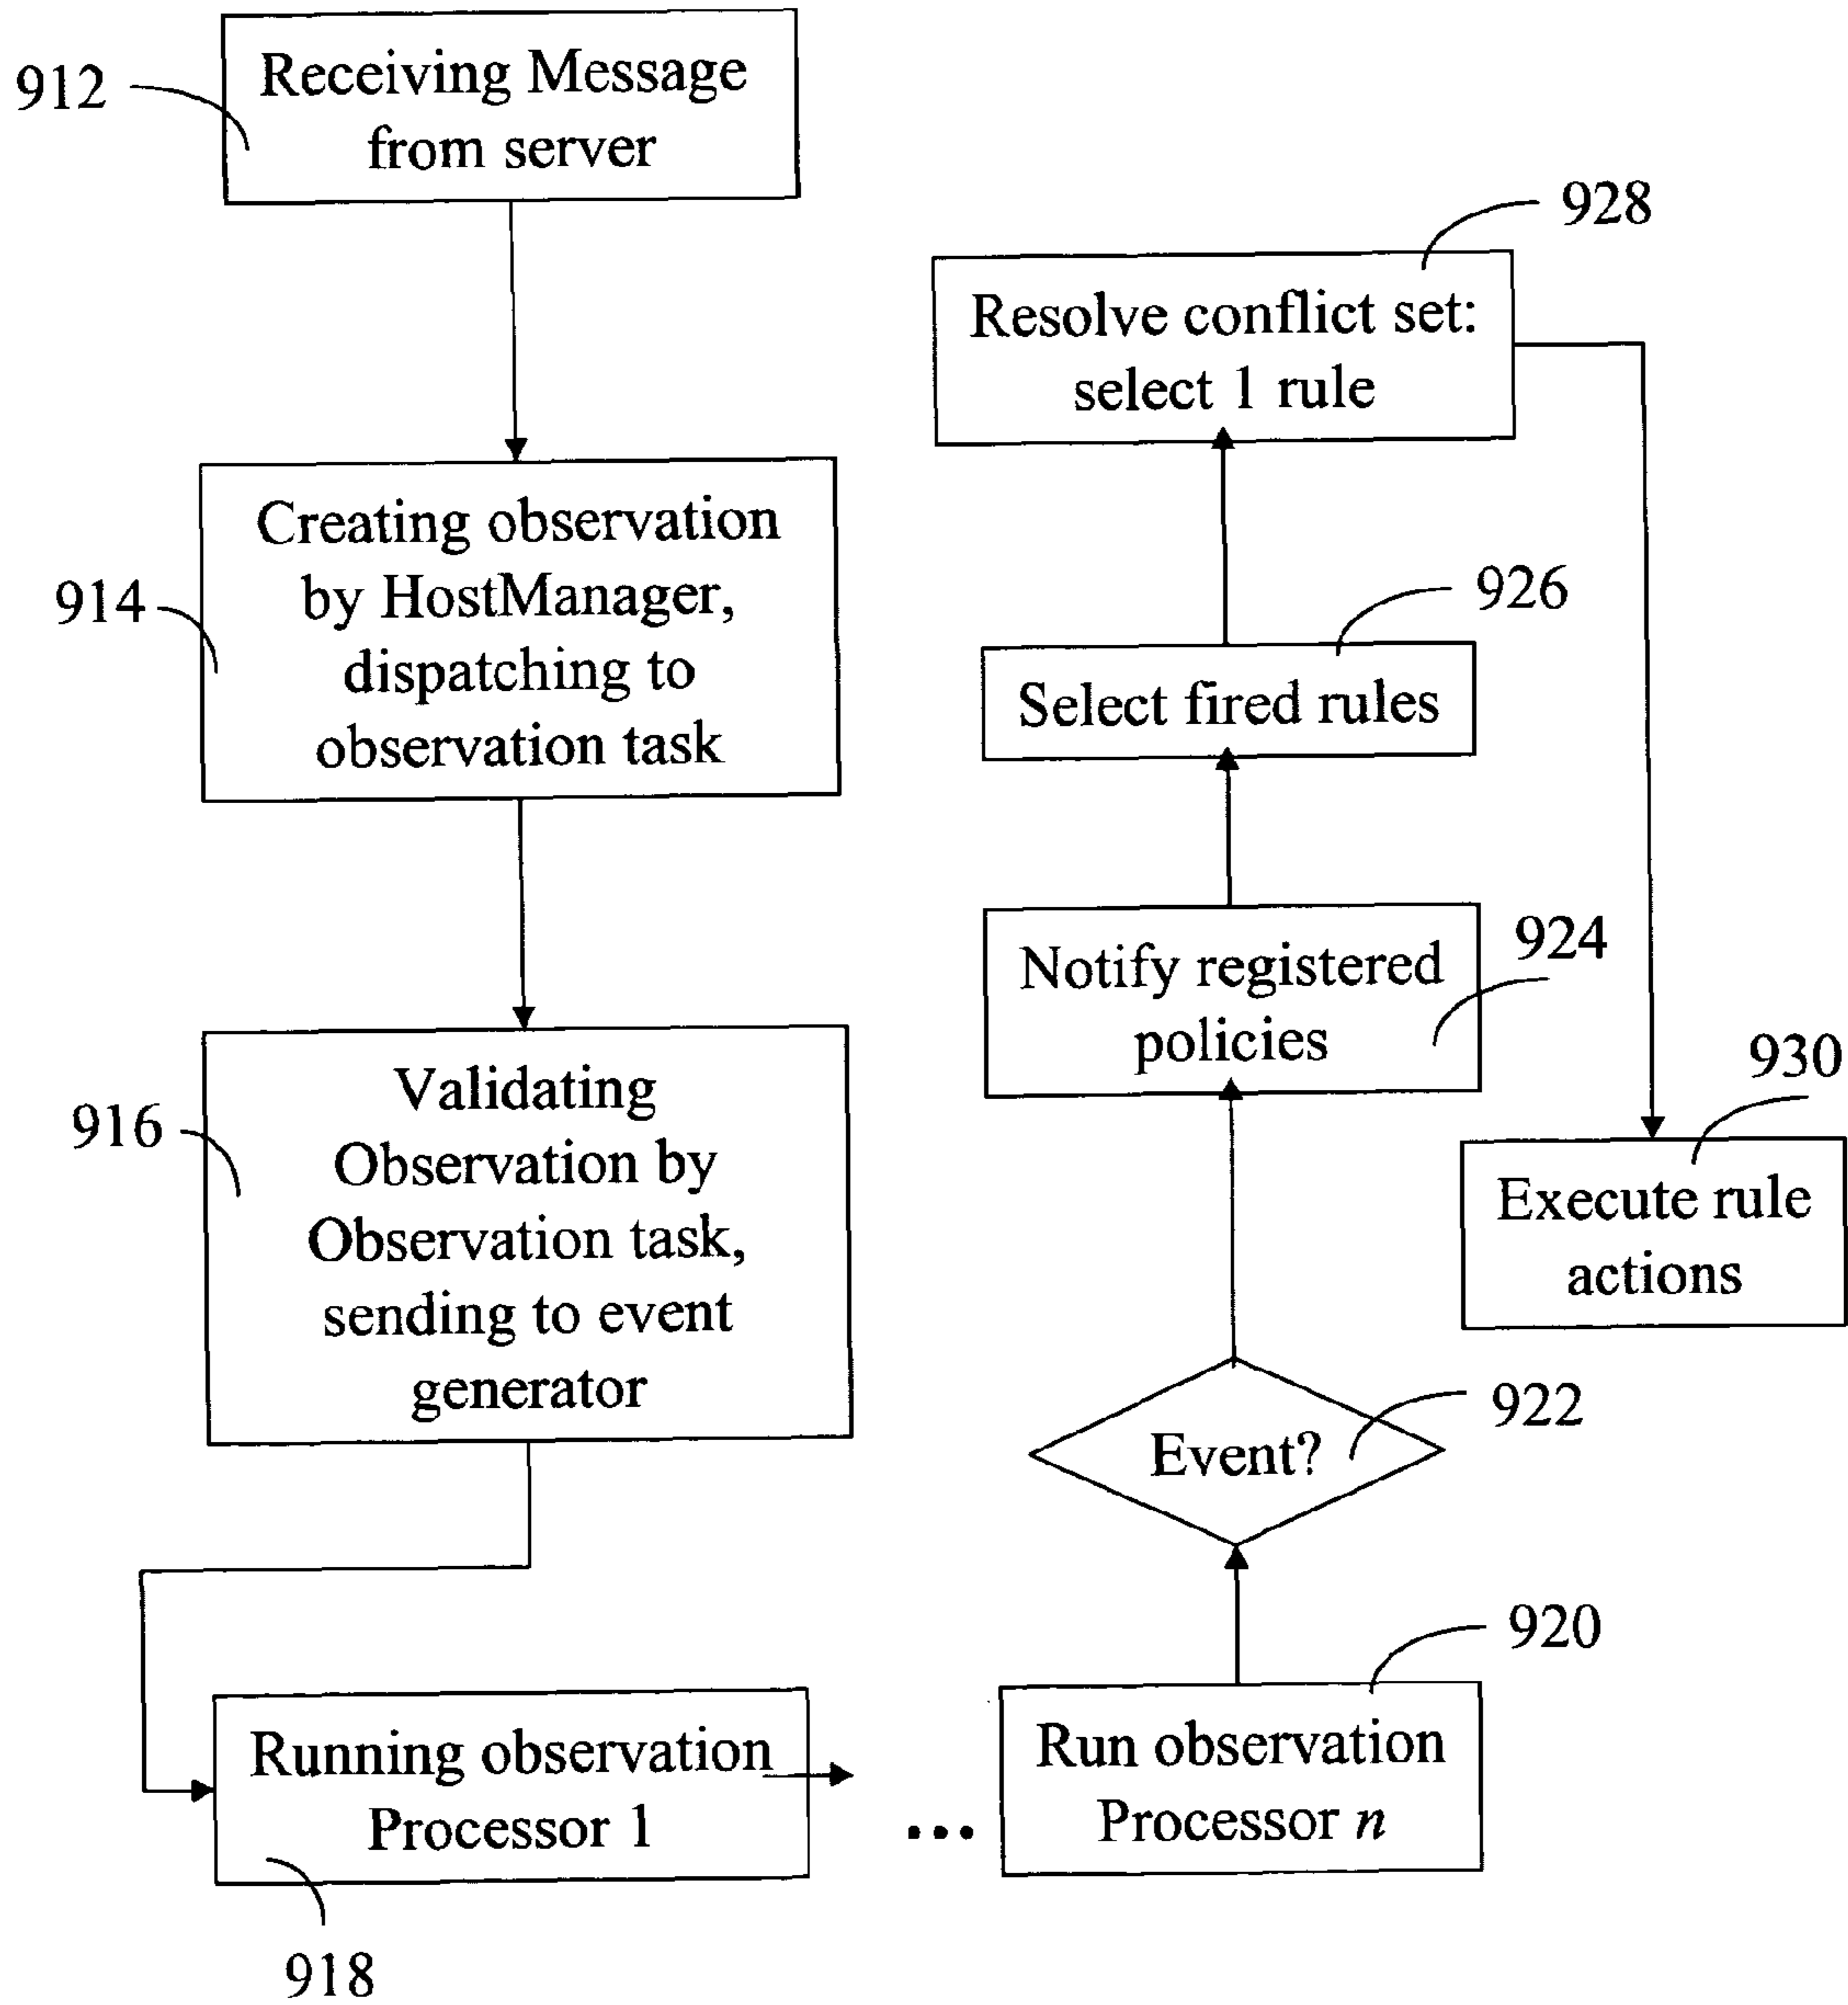 912
Receiving Message
from server
914
Creating observation
by HostManager,
dispatching to
observation task
916
Validating
Observation by
Observation task,
sending to event
generator
Running observation
Processor 1
918
...
Run observation
Processor n
920
Event?
922
Notify registered
policies
924
Select fired rules
926
Resolve conflict set:
select 1 rule
928
Execute rule
actions
930